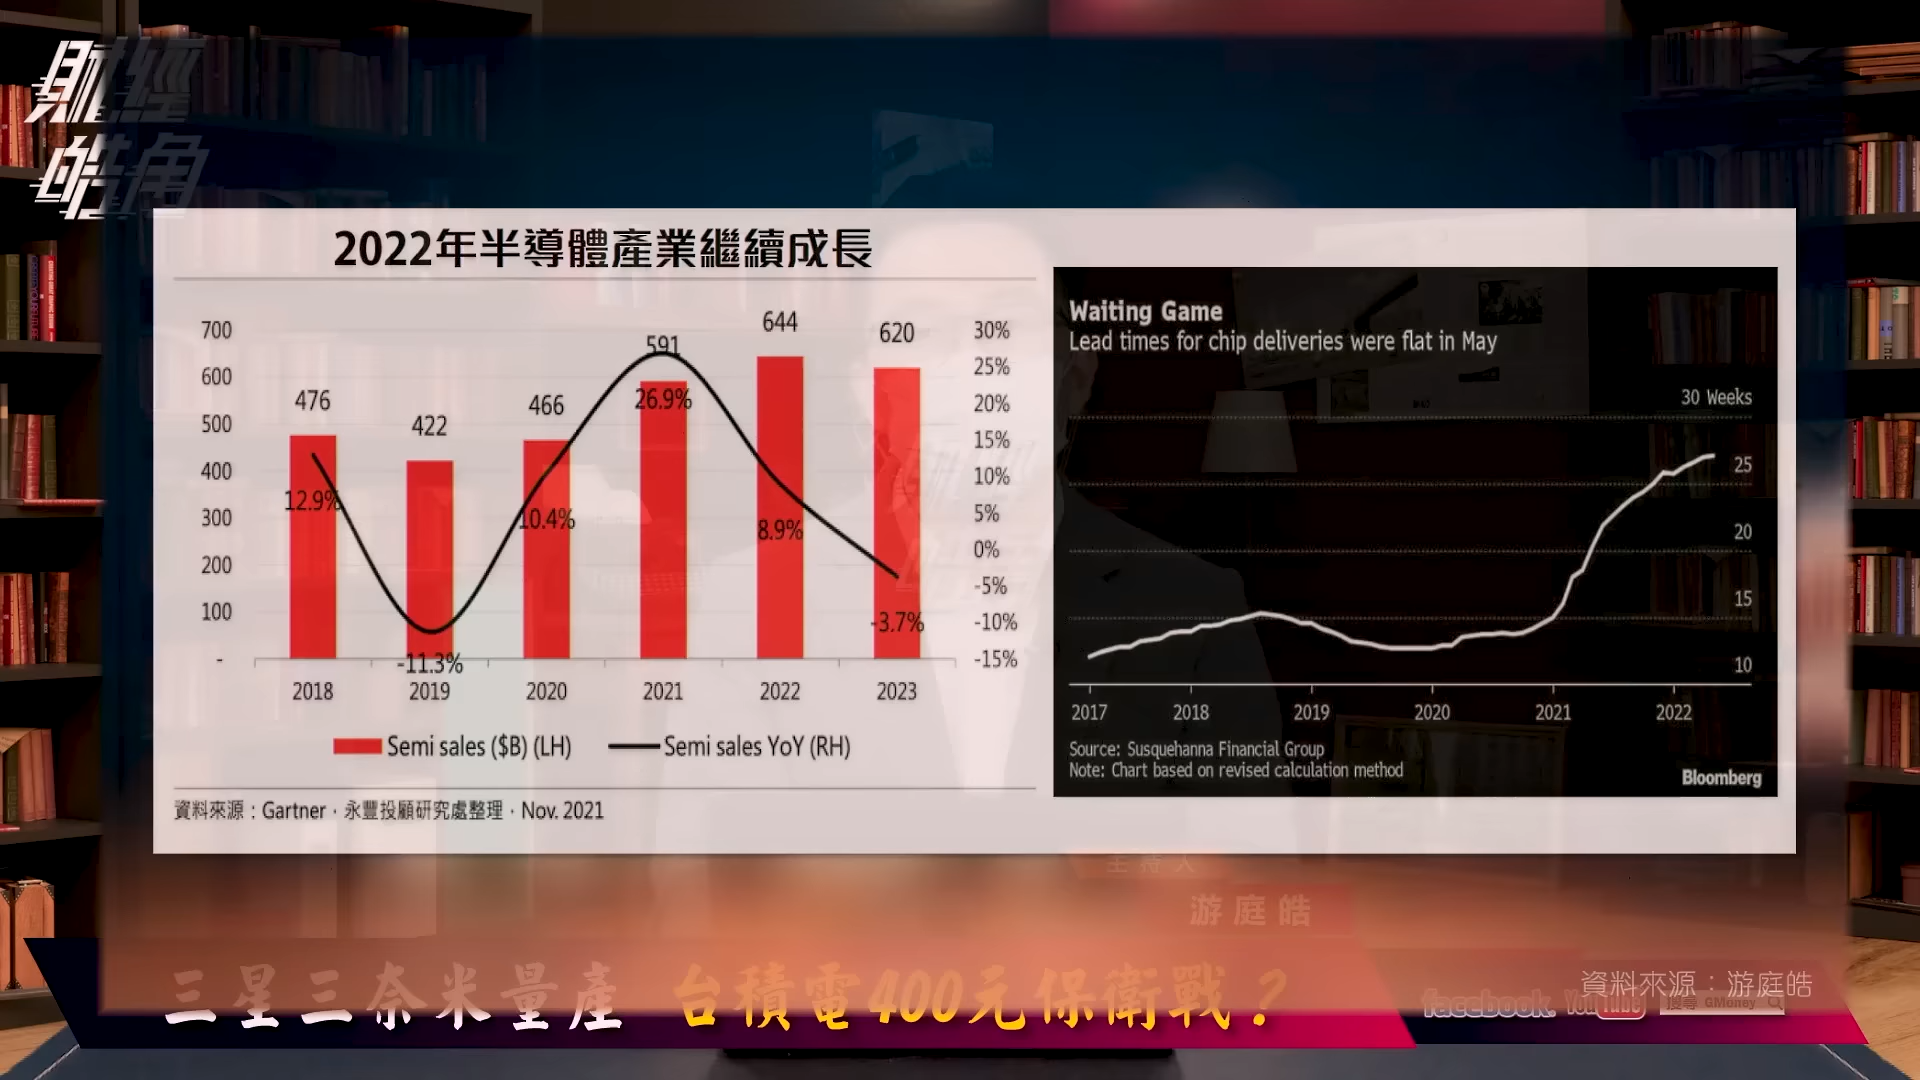 財經
皓角
2022年半導體產業繼續成長
700
600
500
400
300
200
100
-
30%
25%
20%
15%
10%
5%
0%
-5%
-10%
-15%
476
422
466
591
644
620
12.9%
-11.3%
10.4%
26.9%
8.9%
-3.7%
2018
2019
2020
2021
2022
2023
Semi sales ($B) (LH)
Semi sales YoY (RH)
資料來源：Gartner，永豐投顧研究處整理，Nov. 2021
Waiting Game
Lead times for chip deliveries were flat in May
30 Weeks
25
20
15
10
2017
2018
2019
2020
2021
2022
Source: Susquehanna Financial Group
Note: Chart based on revised calculation method
Bloomberg
主持人
游庭皓
三星三奈米量產 台積電400元保衛戰？
資料來源：游庭皓
facebook. YouTube 搜尋 GMoney